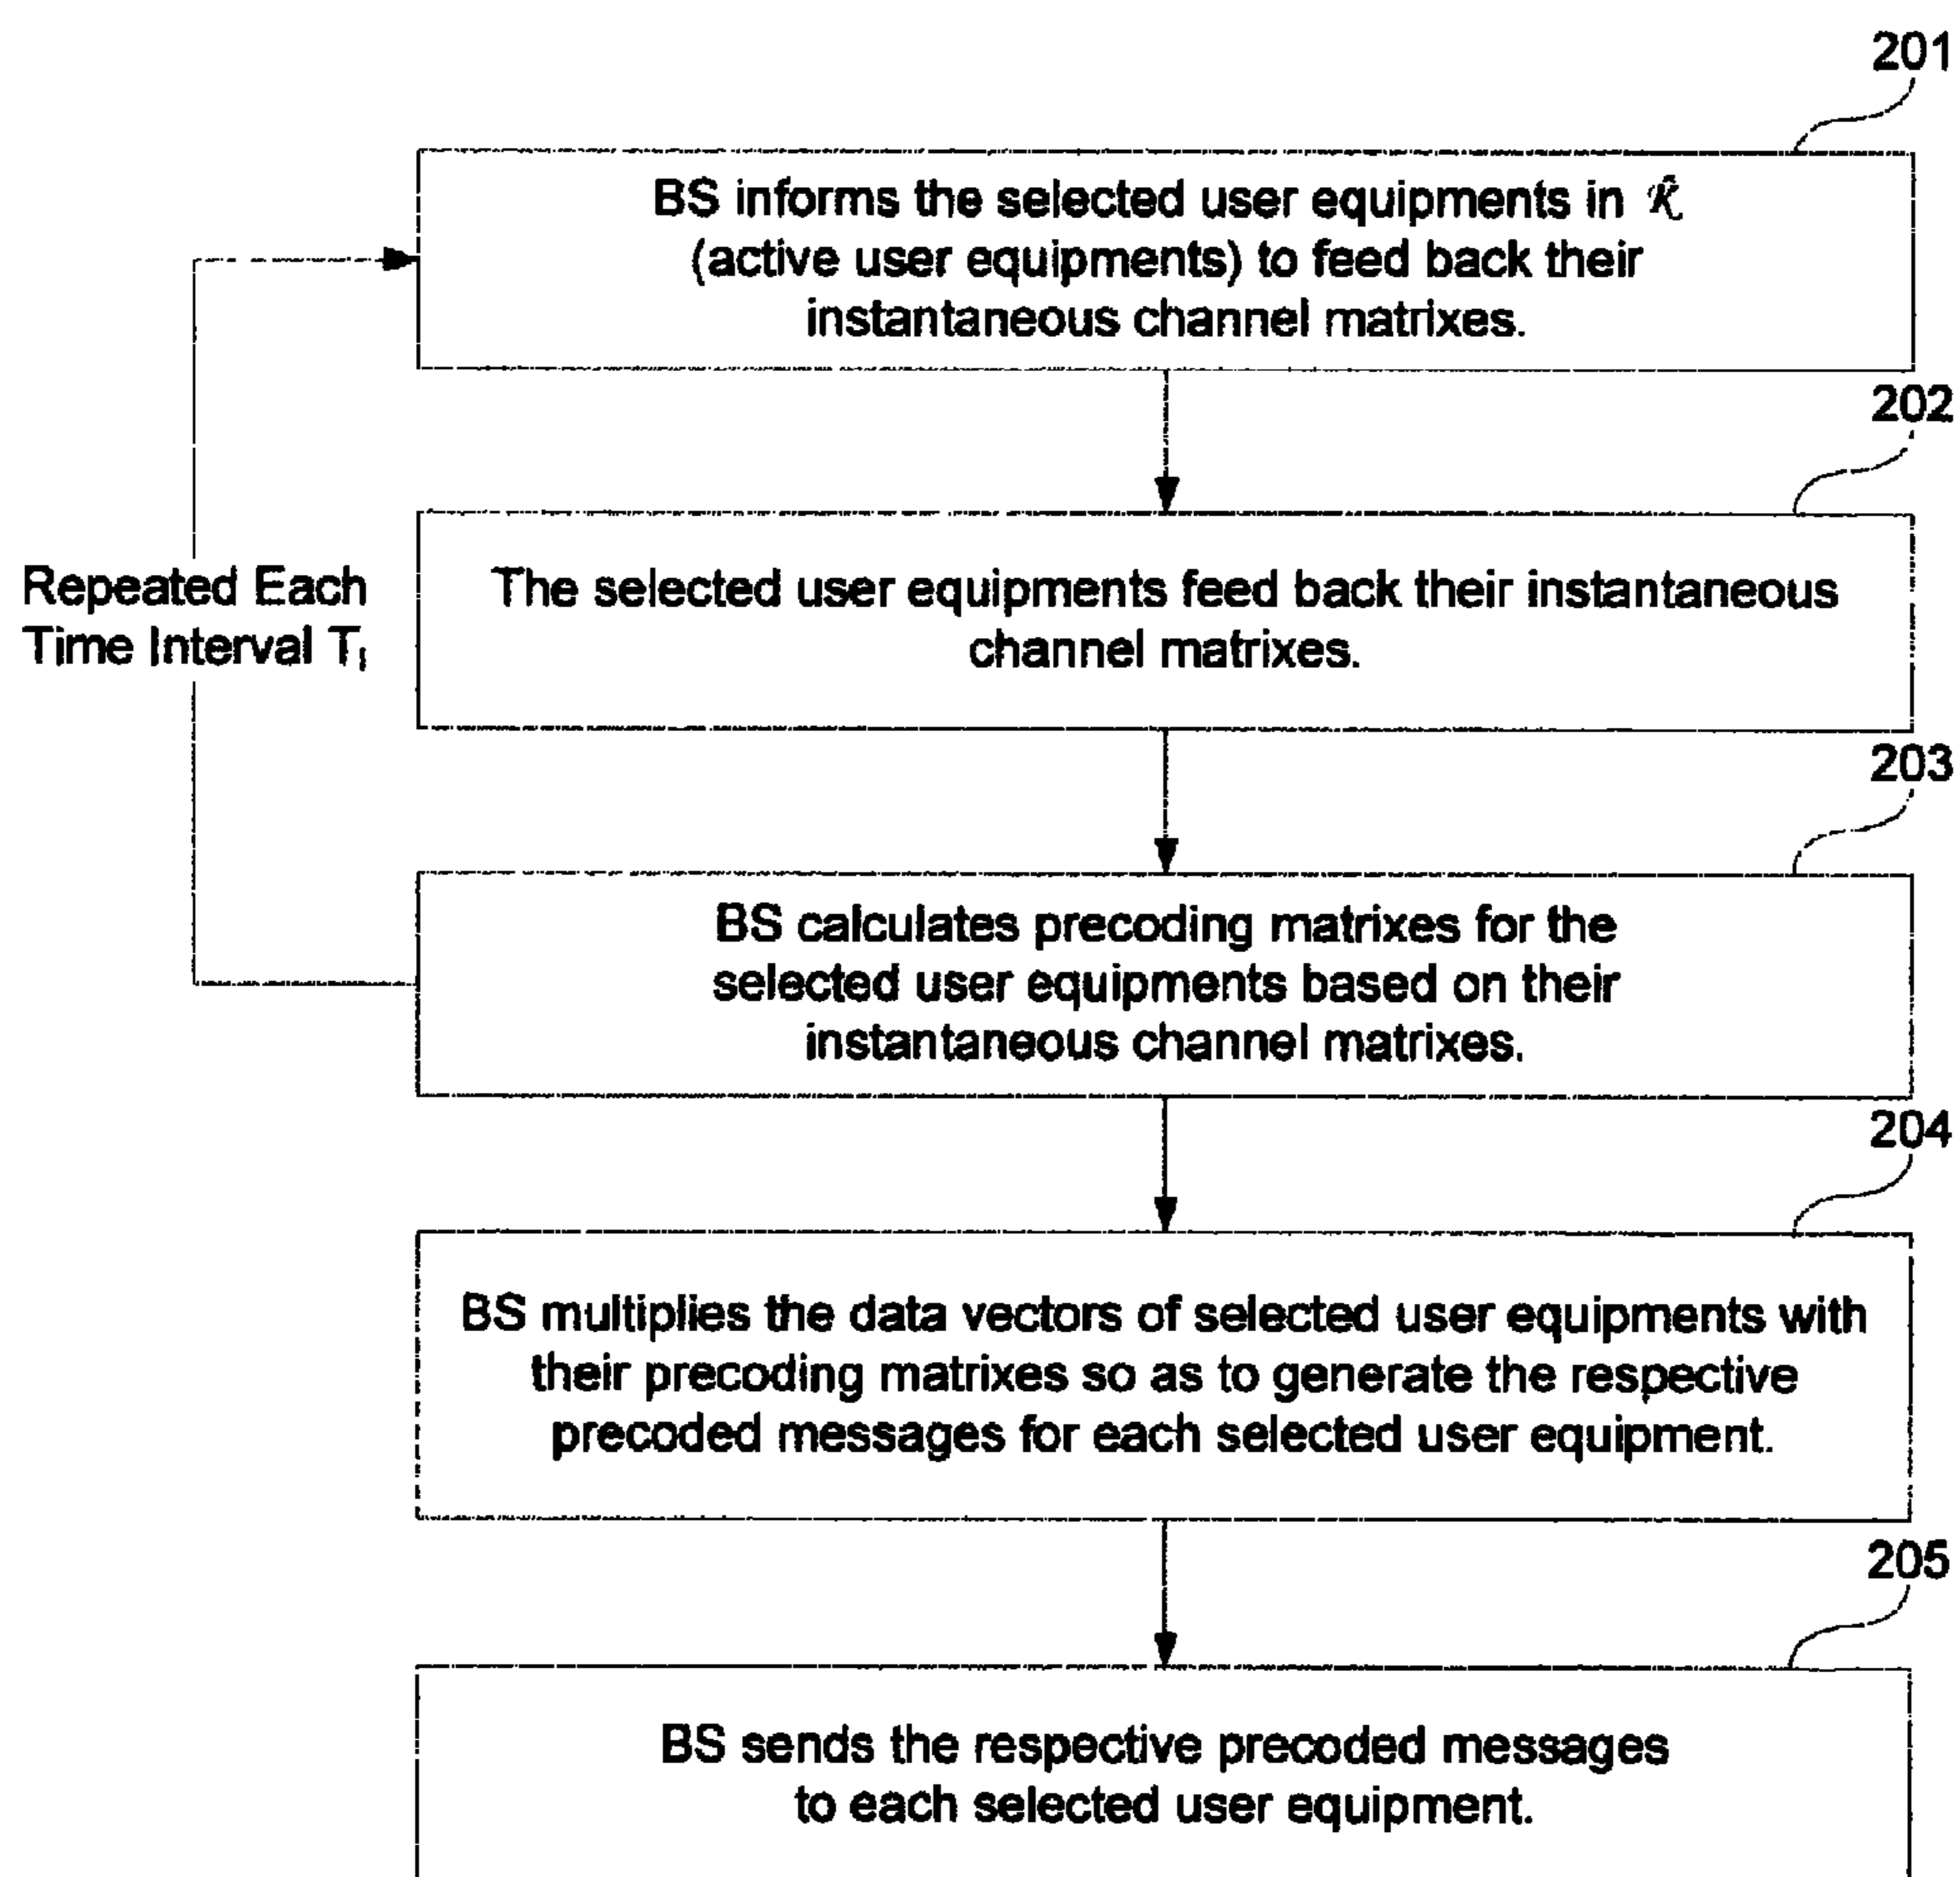 201
BS informs the selected user equipments in 𝒦̂
(active user equipments) to feed back their
instantaneous channel matrixes.
202
Repeated Each
Time Interval Tₗ
The selected user equipments feed back their instantaneous
channel matrixes.
203
BS calculates precoding matrixes for the
selected user equipments based on their
instantaneous channel matrixes.
204
BS multiplies the data vectors of selected user equipments with
their precoding matrixes so as to generate the respective
precoded messages for each selected user equipment.
205
BS sends the respective precoded messages
to each selected user equipment.